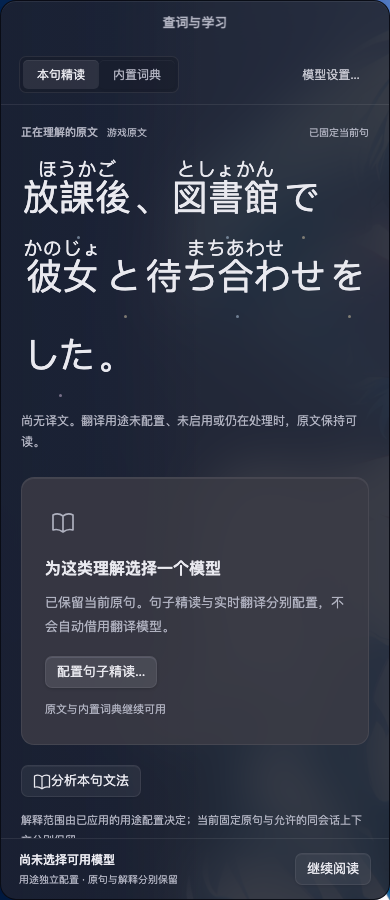 查词与学习
本句精读 内置词典 模型设置...
正在理解的原文 游戏原文 已固定当前句
ほうかご としょかん
放課後、図書館で
かのじょ まちあわせ
彼女と待ち合わせを
した。
尚无译文。翻译用途未配置、未启用或仍在处理时，原文保持可
读。
为这类理解选择一个模型
已保留当前原句。句子精读与实时翻译分别配置，不
会自动借用翻译模型。
配置句子精读...
原文与内置词典继续可用
分析本句文法
解释范围由已应用的用途配置决定；当前固定原句与允许的同会话上下
尚未选择可用模型
用途独立配置 · 原句与解释分别保留
继续阅读